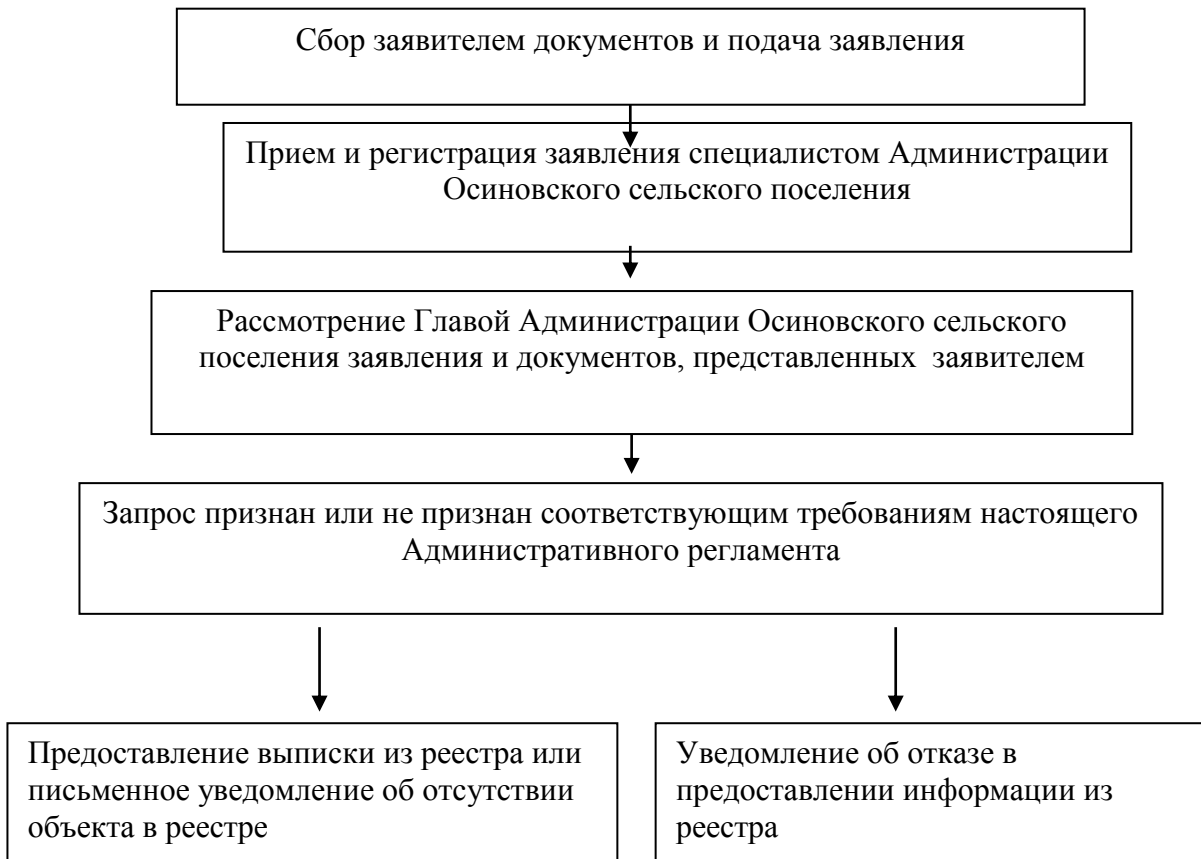 Сбор заявителем документов и подача заявления
Прием и регистрация заявления специалистом Администрации
Осиновского сельского поселения
Рассмотрение Главой Администрации Осиновского сельского
поселения заявления и документов, представленных заявителем
Запрос признан или не признан соответствующим требованиям настоящего
Административного регламента
Предоставление выписки из реестра или
письменное уведомление об отсутствии
объекта в реестре
Уведомление об отказе в
предоставлении информации из
реестра